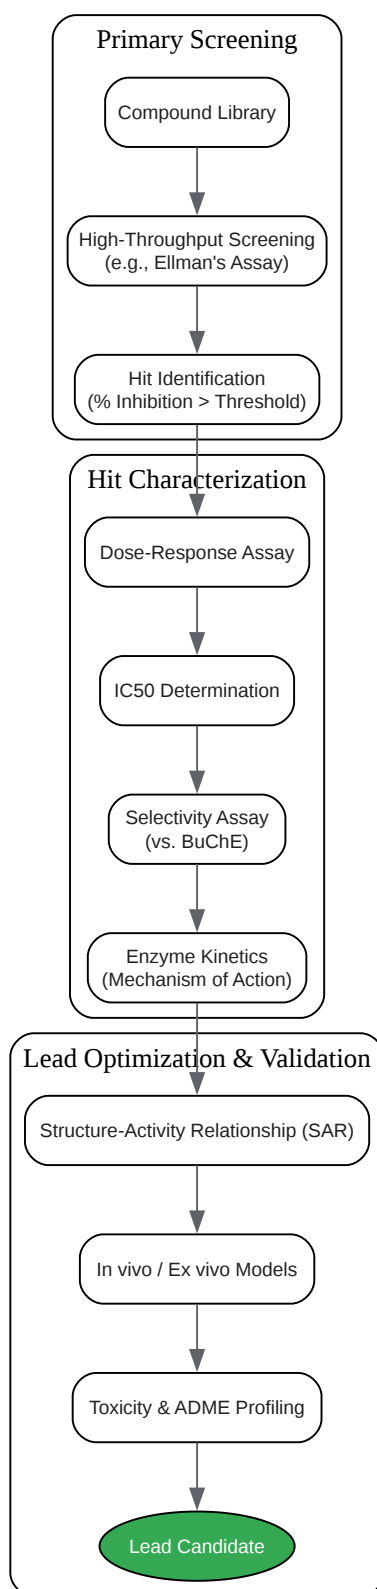 Primary Screening
Compound Library
High-Throughput Screening
(e.g., Ellman's Assay)
Hit Identification
(% Inhibition > Threshold)
Hit Characterization
Dose-Response Assay
IC50 Determination
Selectivity Assay
(vs. BuChE)
Enzyme Kinetics
(Mechanism of Action)
Lead Optimization & Validation
Structure-Activity Relationship (SAR)
In vivo / Ex vivo Models
Toxicity & ADME Profiling
Lead Candidate